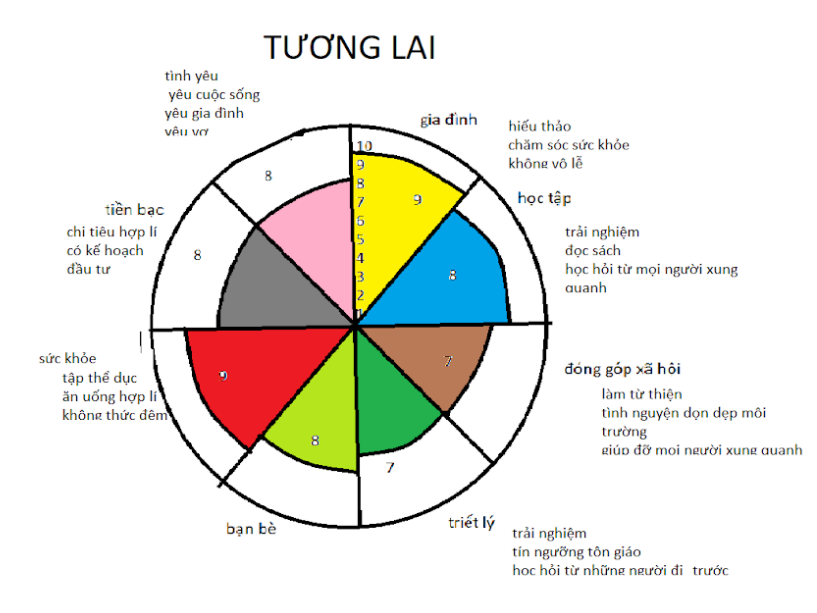 TƯƠNG LAI
tình yêu
yêu cuộc sống
yêu gia đình
yêu vợ
gia đình
hiếu thảo
chăm sóc sức khỏe
không vô lễ
10
9
8
7
6
5
4
3
2
1
8
9
học tập
trải nghiệm
đọc sách
học hỏi từ mọi người xung
quanh
tiền bạc
chi tiêu hợp lí
có kế hoạch
đầu tư
8
8
sức khỏe
tập thể dục
ăn uống hợp lí
không thức đêm
9
7
đóng góp xã hôi
làm từ thiện
tình nguyện dọn dẹp môi
trường
giúp đỡ mọi người xung quanh
8
7
bạn bè
triết lý
trải nghiệm
tín ngưỡng tôn giáo
học hỏi từ những người đi trước